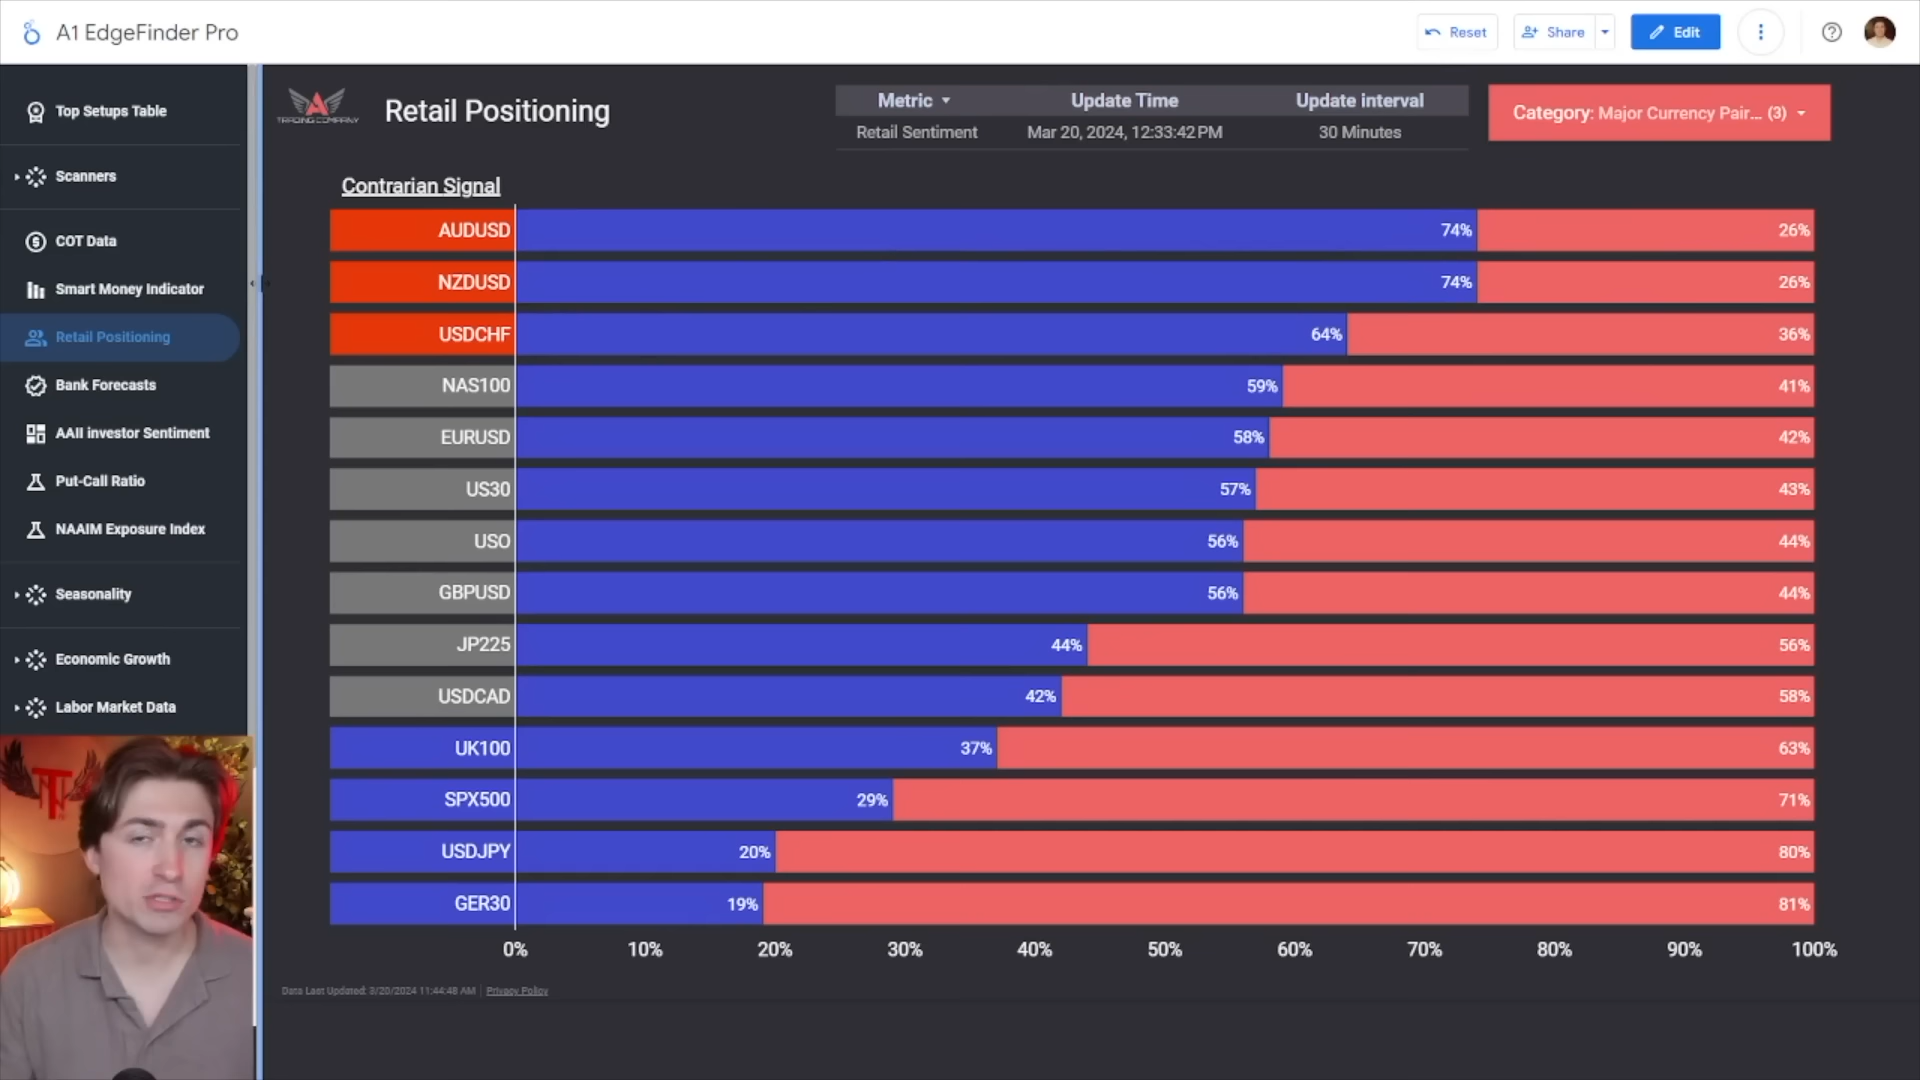 A1 EdgeFinder Pro
Reset
Share
Edit
Top Setups Table
Scanners
COT Data
Smart Money Indicator
Retail Positioning
Bank Forecasts
AAII investor Sentiment
Put-Call Ratio
NAAIM Exposure Index
Seasonality
Economic Growth
Labor Market Data
A
TRADING COMPANY
Retail Positioning
Metric Update Time Update interval
Retail Sentiment Mar 20, 2024, 12:33:42 PM 30 Minutes
Category: Major Currency Pair... (3)
Contrarian Signal
AUDUSD 74% 26%
NZDUSD 74% 26%
USDCHF 64% 36%
NAS100 59% 41%
EURUSD 58% 42%
US30 57% 43%
USO 56% 44%
GBPUSD 56% 44%
JP225 44% 56%
USDCAD 42% 58%
UK100 37% 63%
SPX500 29% 71%
USDJPY 20% 80%
GER30 19% 81%
0% 10% 20% 30% 40% 50% 60% 70% 80% 90% 100%
Data Last Updated: 3/20/2024 11:44:48 AM Privacy Policy